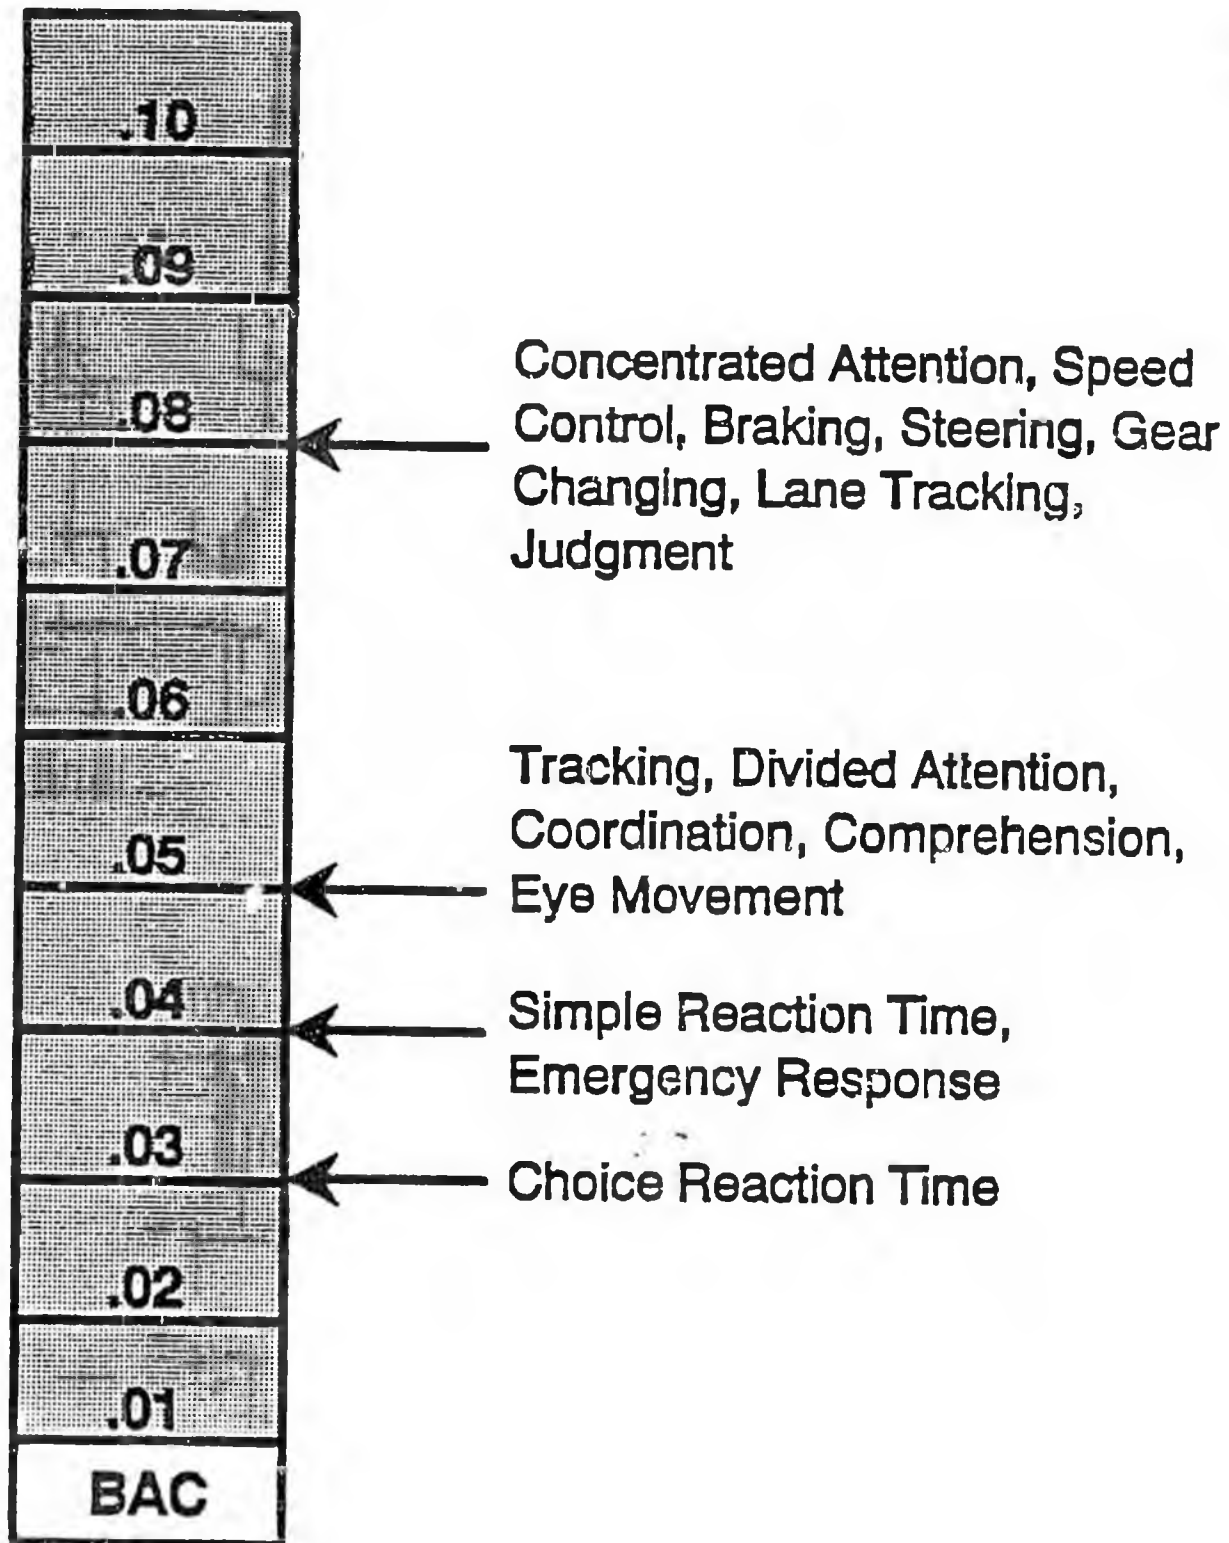 .10
.09
.08
Concentrated Attention, Speed
Control, Braking, Steering, Gear
Changing, Lane Tracking,
Judgment
.07
.06
Tracking, Divided Attention,
.05
Coordination, Comprehension,
Eye Movement
.04
Simple Reaction Time,
Emergency Response
.03
Choice Reaction Time
.02
.01
BAC